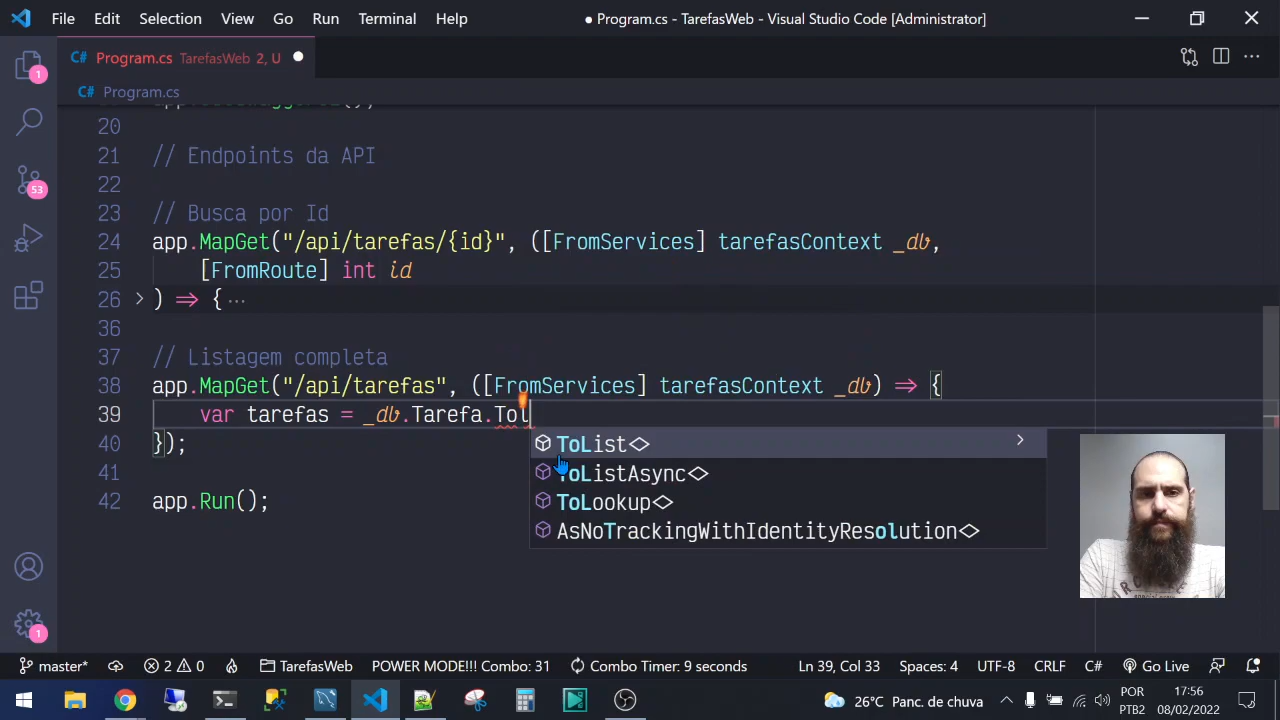 File Edit Selection View Go Run Terminal Help ● Program.cs - TarefasWeb - Visual Studio Code [Administrator]
C# Program.cs TarefasWeb 2, U ●
C# Program.cs
1
53
1
20
21 // Endpoints da API
22
23 // Busca por Id
24 app.MapGet("/api/tarefas/{id}", ([FromServices] tarefasContext _db,
25 [FromRoute] int id
26 ) => {...
36
37 // Listagem completa
38 app.MapGet("/api/tarefas", ([FromServices] tarefasContext _db) => {
39 var tarefas = _db.Tarefa.Tol
40 });
41
42 app.Run();
ToList<>
ToListAsync<>
ToLookup<>
AsNoTrackingWithIdentityResolution<>
master* 2 0 TarefasWeb POWER MODE!!! Combo: 31 Combo Timer: 9 seconds Ln 39, Col 33 Spaces: 4 UTF-8 CRLF C# Go Live
26°C Panc. de chuva POR PTB2 17:56 08/02/2022